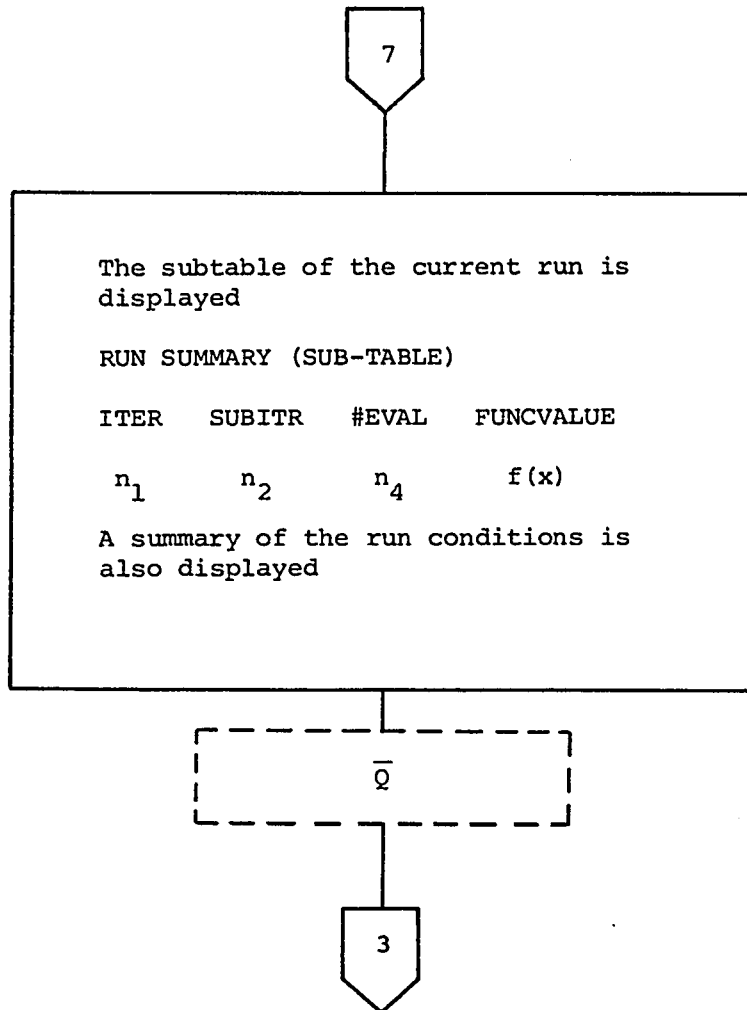 7
The subtable of the current run is
displayed
RUN SUMMARY (SUB-TABLE)
ITER SUBITR #EVAL FUNCVALUE
n₁ n₂ n₄ f(x)
A summary of the run conditions is
also displayed
Q̅
3